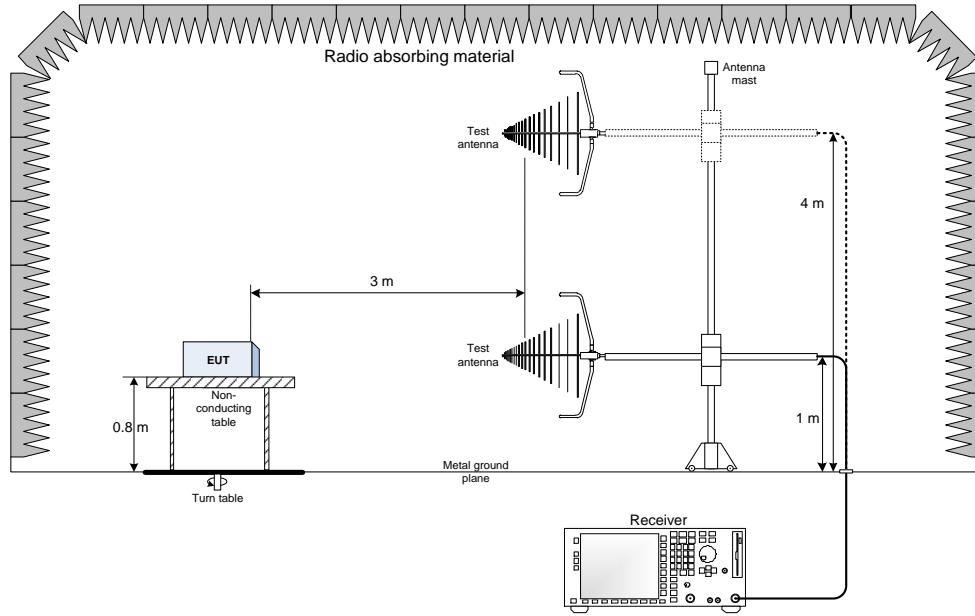 Radio absorbing material
Antenna
mast
Test
antenna
4 m
3 m
Test
antenna
EUT
Non-
conducting
table
0.8 m
1 m
Metal ground
plane
Turn table
Receiver